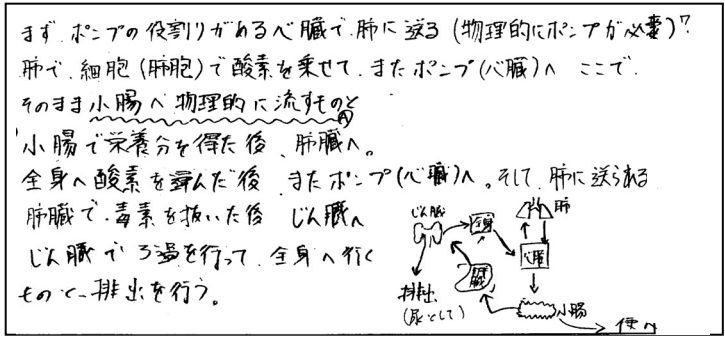 まず、ポンプの役割りがある心臓で、肺に送る（物理的にポンプが必要）？
肺で、細胞（肺胞）で酸素を乗せて、またポンプ（心臓）へ ここで、
そのまま小腸へ物理的に流すものと
Ⓐ
小腸で栄養分を得た後、肝臓へ。
全身へ酸素を運んだ後、またポンプ（心臓）へ。そして、肺に送られる
肝臓で、毒素を抜いた後 じん臓へ
じん臓でろ過を行って、全身へ行く
ものと、排出を行う。
じん臓
全身
肺
心臓
肝臓
排出
（尿として）
小腸
便へ